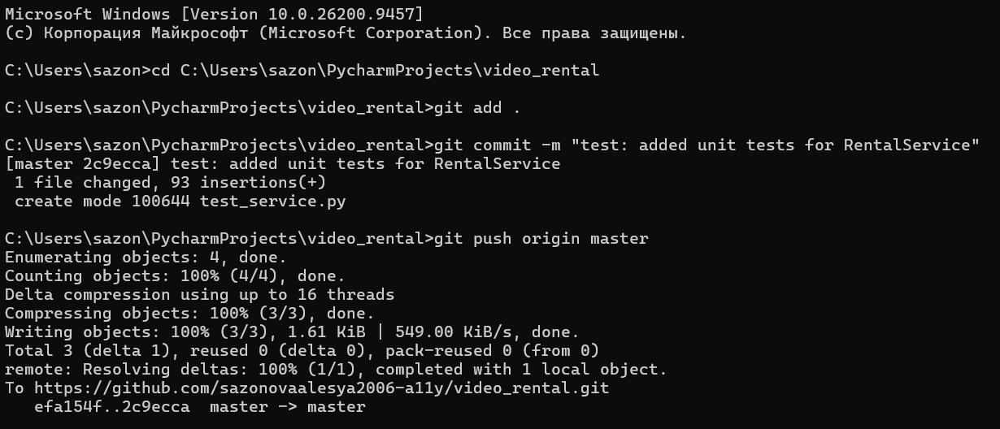 Microsoft Windows [Version 10.0.26200.9457]
(c) Корпорация Майкрософт (Microsoft Corporation). Все права защищены.
C:\Users\sazon>cd C:\Users\sazon\PycharmProjects\video_rental
C:\Users\sazon\PycharmProjects\video_rental>git add .
C:\Users\sazon\PycharmProjects\video_rental>git commit -m "test: added unit tests for RentalService"
[master 2c9ecca] test: added unit tests for RentalService
 1 file changed, 93 insertions(+)
 create mode 100644 test_service.py
C:\Users\sazon\PycharmProjects\video_rental>git push origin master
Enumerating objects: 4, done.
Counting objects: 100% (4/4), done.
Delta compression using up to 16 threads
Compressing objects: 100% (3/3), done.
Writing objects: 100% (3/3), 1.61 KiB | 549.00 KiB/s, done.
Total 3 (delta 1), reused 0 (delta 0), pack-reused 0 (from 0)
remote: Resolving deltas: 100% (1/1), completed with 1 local object.
To https://github.com/sazonovaalesya2006-a11y/video_rental.git
   efa154f..2c9ecca  master -> master